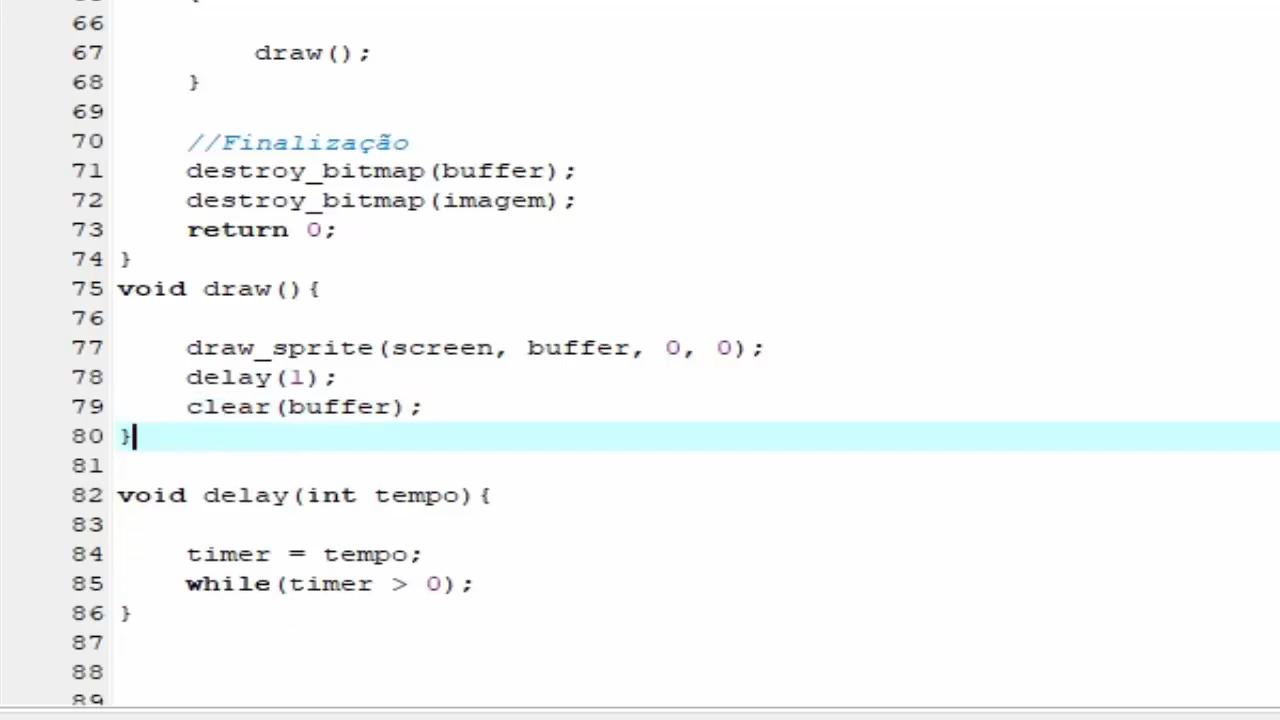 66
67 draw();
68 }
69
70 //Finalização
71 destroy_bitmap(buffer);
72 destroy_bitmap(imagem);
73 return 0;
74 }
75 void draw(){
76
77 draw_sprite(screen, buffer, 0, 0);
78 delay(1);
79 clear(buffer);
80 }
81
82 void delay(int tempo){
83
84 timer = tempo;
85 while(timer > 0);
86 }
87
88
89